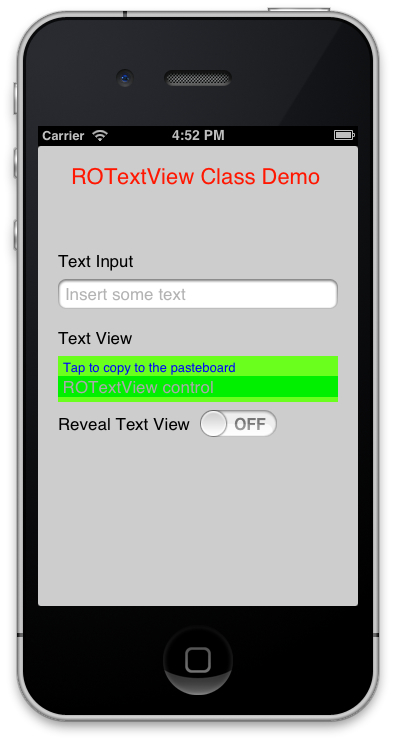 Carrier 4:52 PM
ROTextView Class Demo
Text Input
Insert some text
Text View
Tap to copy to the pasteboard
ROTextView control
Reveal Text View OFF